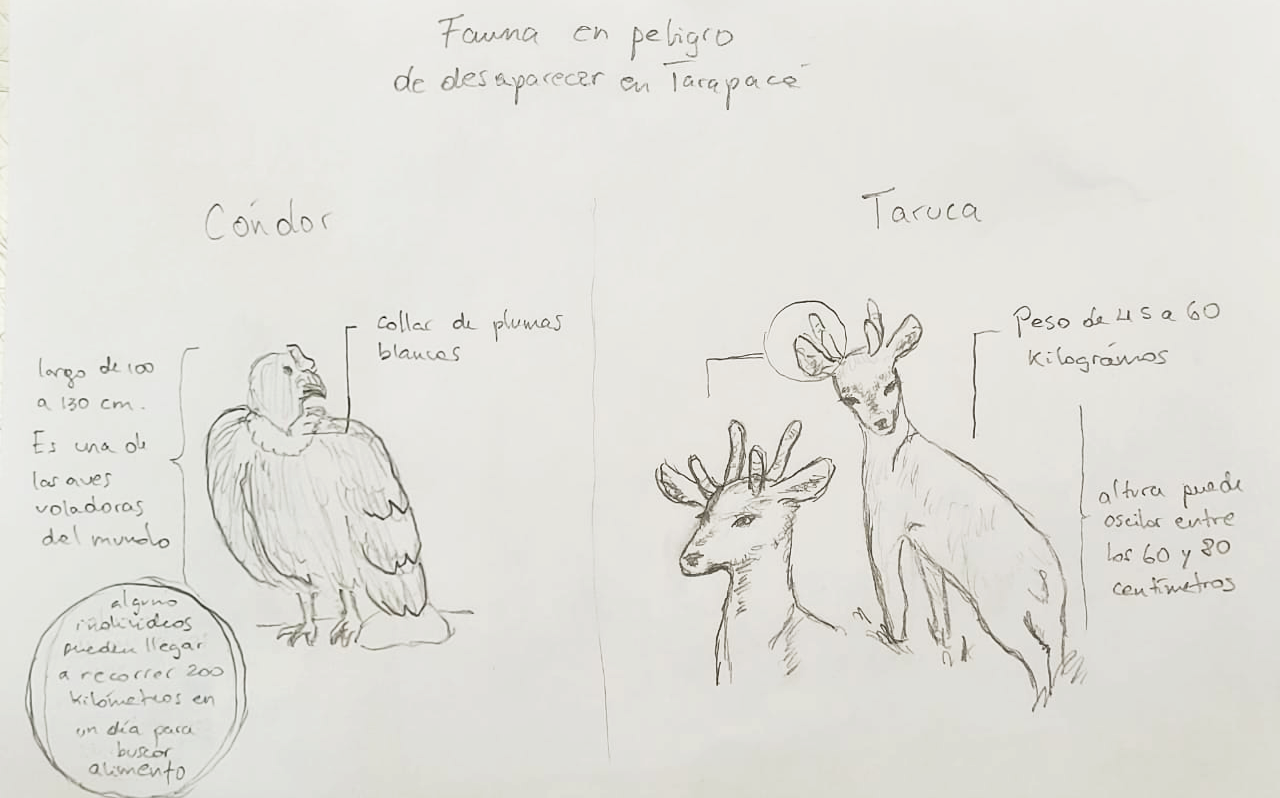 Fauna en peligro
de desaparecer en Tarapacá
Cóndor
collar de plumas
blancas
largo de 100
a 130 cm.
Es una de
las aves
voladoras
del mundo
alguno
individeos
pueden llegar
a recorrer 200
kilómetros en
un día para
buscar
alimento
Taruca
Peso de 45 a 60
kilográmos
altura puede
oscilar entre
los 60 y 80
centímetros